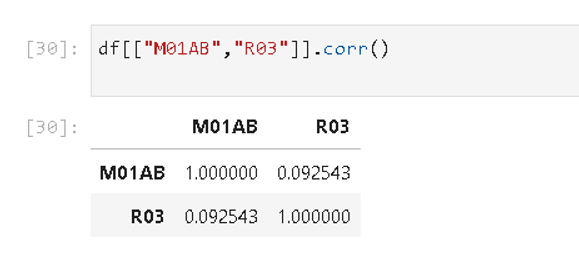 [30]: df[["M01AB","R03"]].corr()
[30]: M01AB R03
M01AB 1.000000 0.092543
R03 0.092543 1.000000